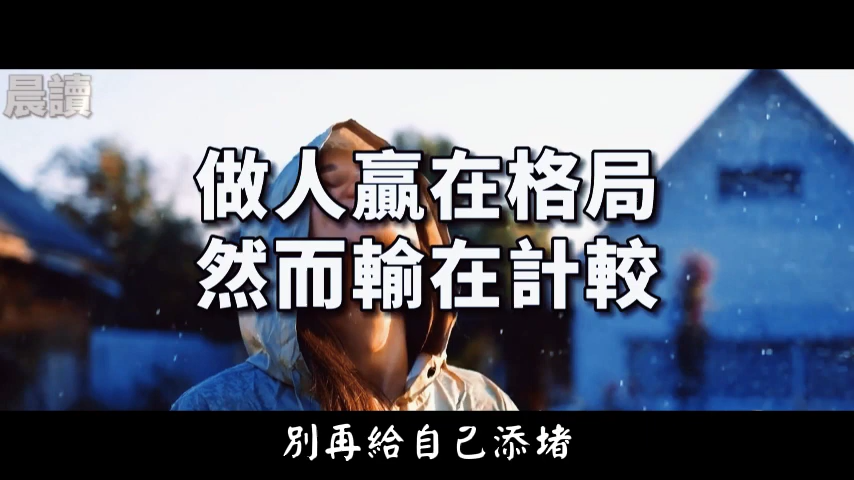 晨讀
做人贏在格局
然而輸在計較
別再給自己添堵